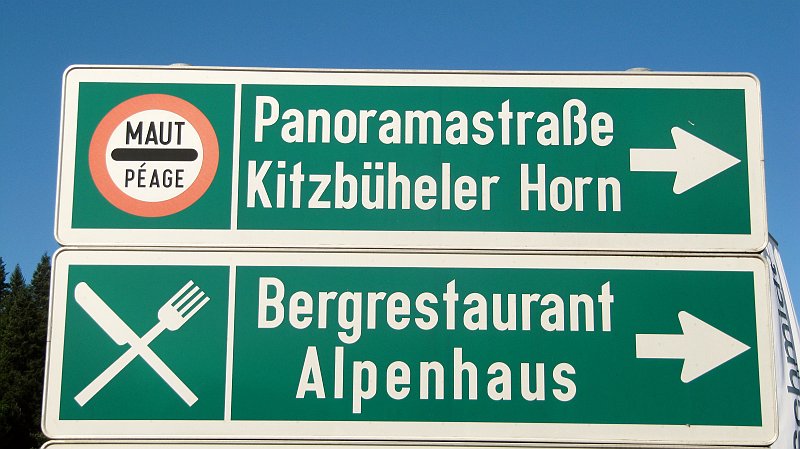 MAUT
PÉAGE
Panoramastraße
Kitzbüheler Horn
Bergrestaurant
Alpenhaus